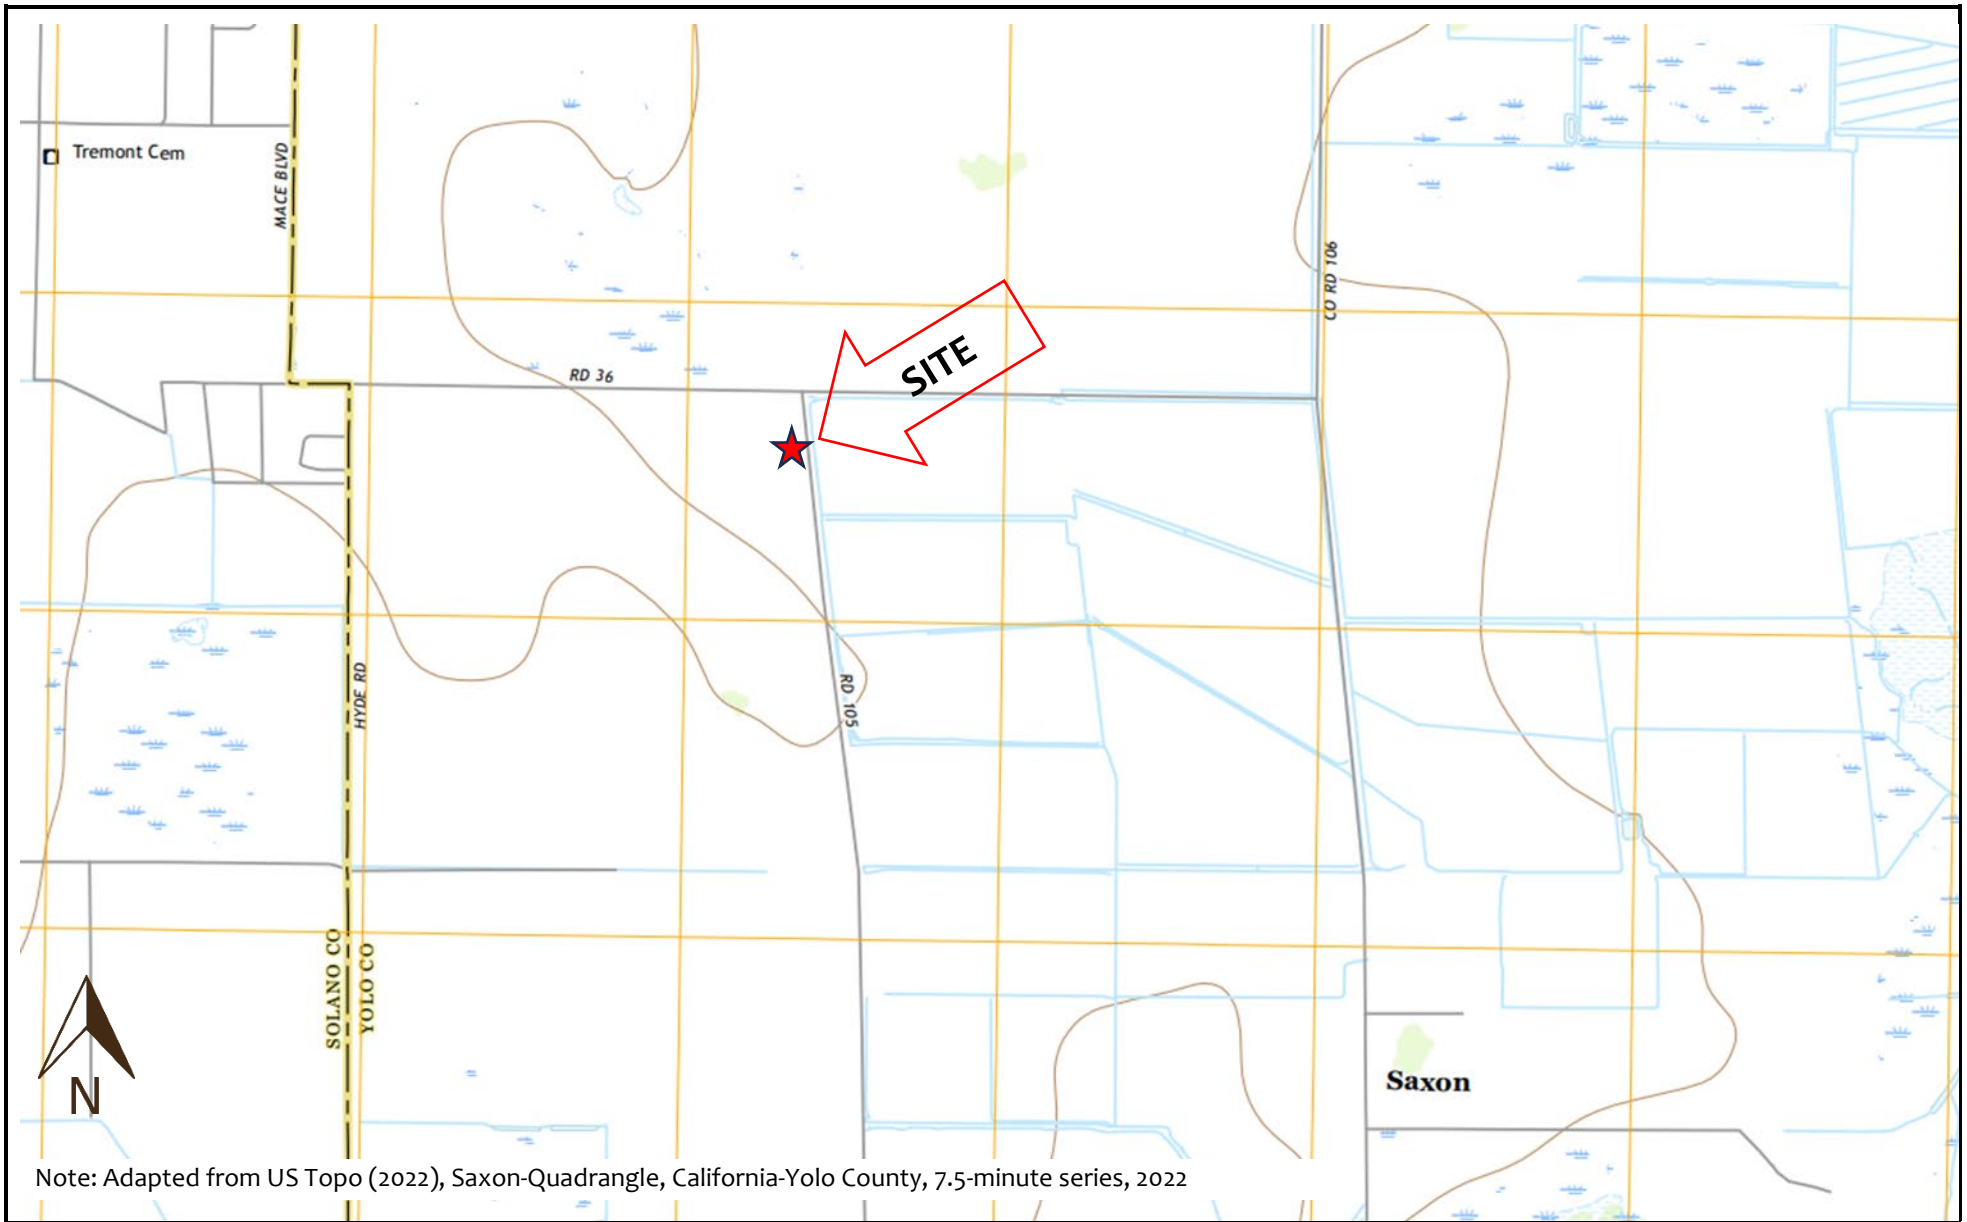 Tremont Cem
MACE BLVD
CO RD 106
SITE
RD 36
HYDE RD
RD 105
SOLANO CO
YOLO CO
N
Saxon
Note: Adapted from US Topo (2022), Saxon-Quadrangle, California-Yolo County, 7.5-minute series, 2022